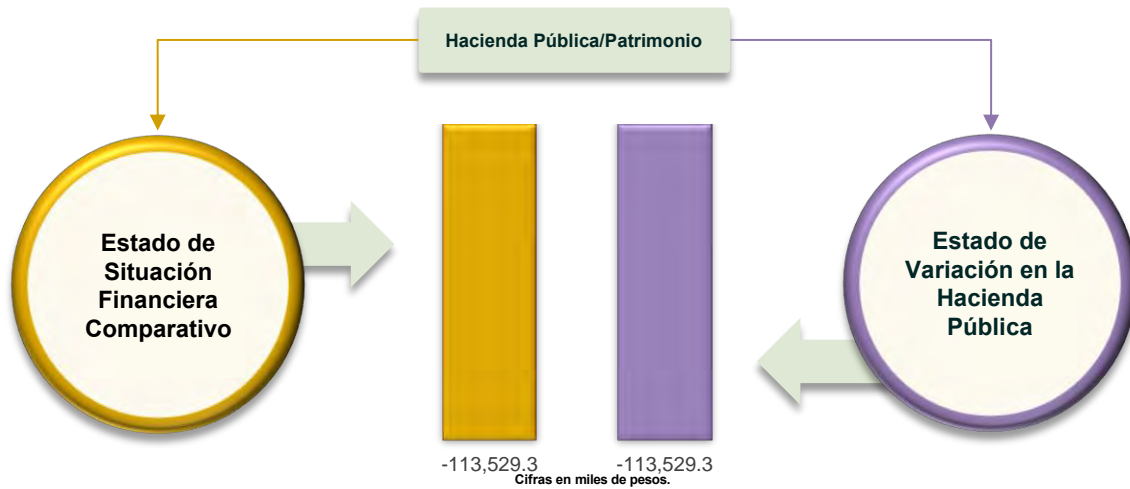 Hacienda Pública/Patrimonio
Estado de
Situación
Financiera
Comparativo
Estado de
Variación en la
Hacienda
Pública
-113,529.3 -113,529.3
Cifras en miles de pesos.